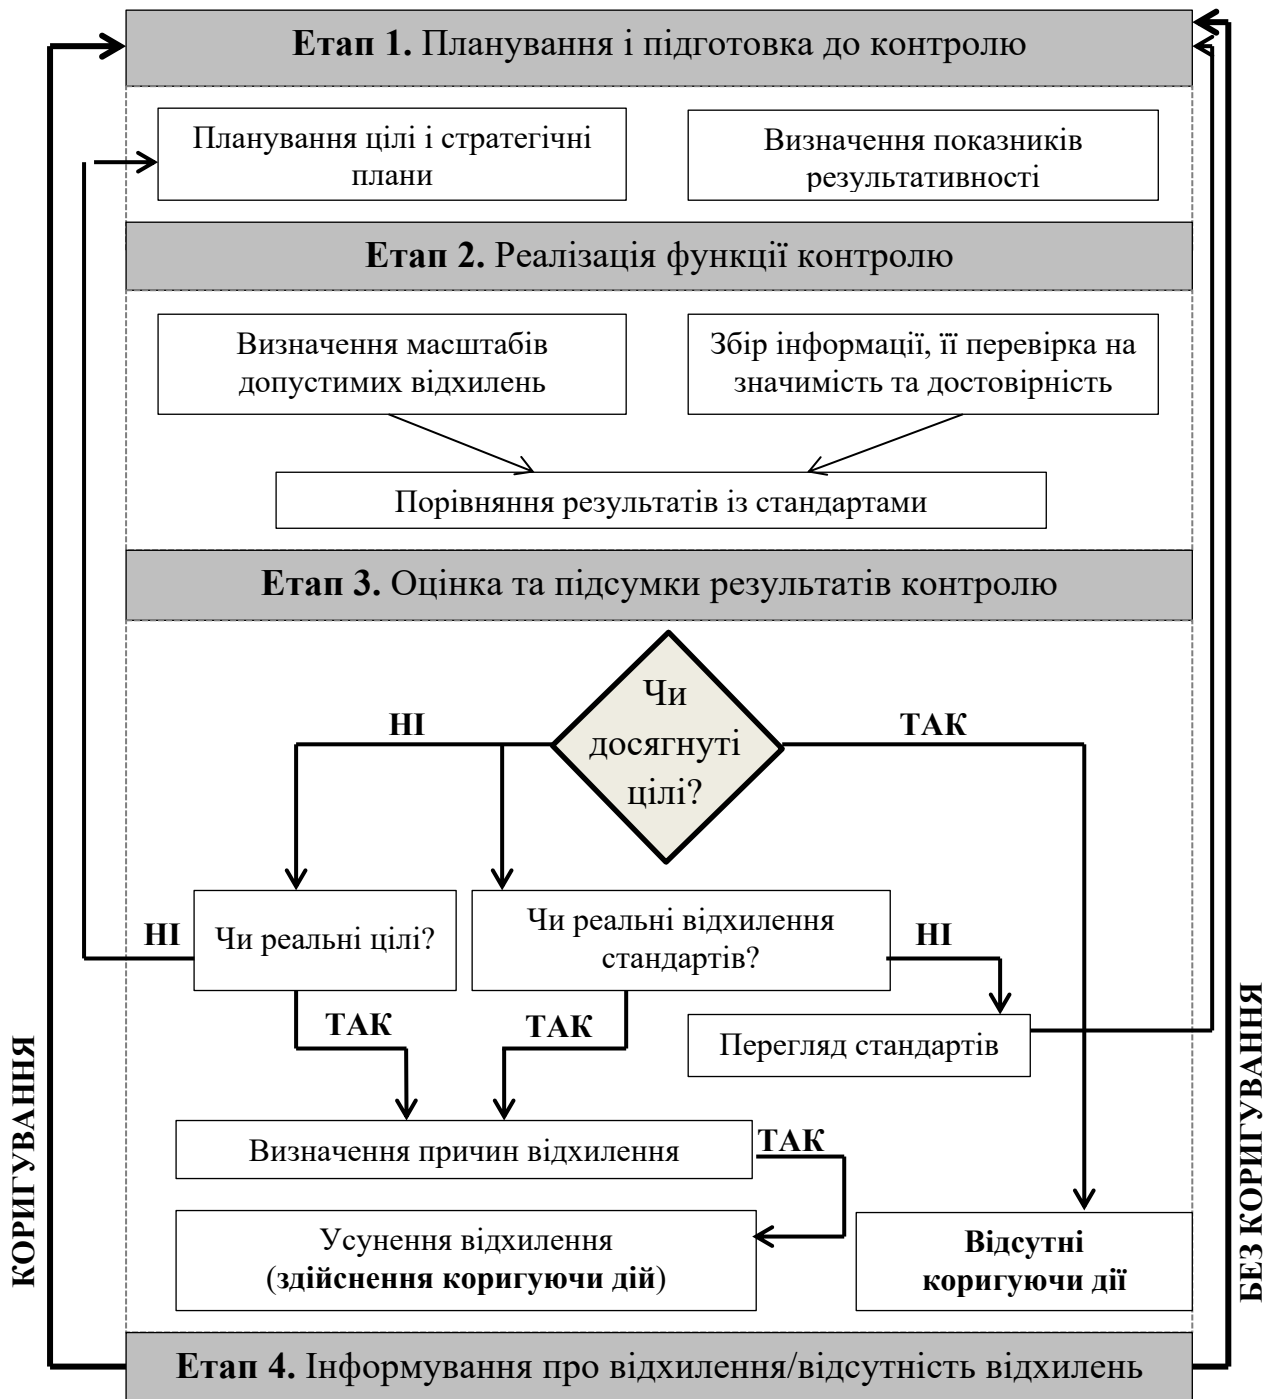 Етап 1. Планування і підготовка до контролю
Планування цілі і стратегічні
плани
Визначення показників
результативності
Етап 2. Реалізація функції контролю
Визначення масштабів
допустимих відхилень
Збір інформації, її перевірка на
значимість та достовірність
Порівняння результатів із стандартами
Етап 3. Оцінка та підсумки результатів контролю
Чи
досягнуті
цілі?
НІ
ТАК
Чи реальні цілі?
Чи реальні відхилення
стандартів?
НІ
НІ
ТАК
ТАК
Перегляд стандартів
Визначення причин відхилення
ТАК
Усунення відхилення
(здійснення коригуючи дій)
Відсутні
коригуючи дії
КОРИГУВАННЯ
БЕЗ КОРИГУВАННЯ
Етап 4. Інформування про відхилення/відсутність відхилень